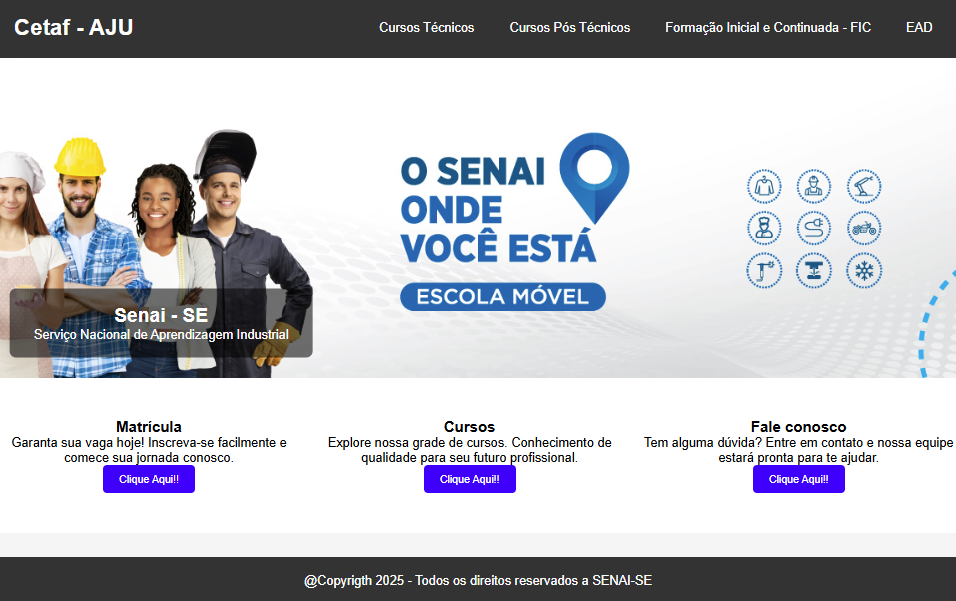 Cetaf - AJU
Cursos Técnicos
Cursos Pós Técnicos
Formação Inicial e Continuada - FIC
EAD
O SENAI
ONDE
VOCÊ ESTÁ
ESCOLA MÓVEL
Senai - SE
Serviço Nacional de Aprendizagem Industrial
Matrícula
Garanta sua vaga hoje! Inscreva-se facilmente e
comece sua jornada conosco.
Clique Aqui!!
Cursos
Explore nossa grade de cursos. Conhecimento de
qualidade para seu futuro profissional.
Clique Aqui!!
Fale conosco
Tem alguma dúvida? Entre em contato e nossa equipe
estará pronta para te ajudar.
Clique Aqui!!
@Copyrigth 2025 - Todos os direitos reservados a SENAI-SE